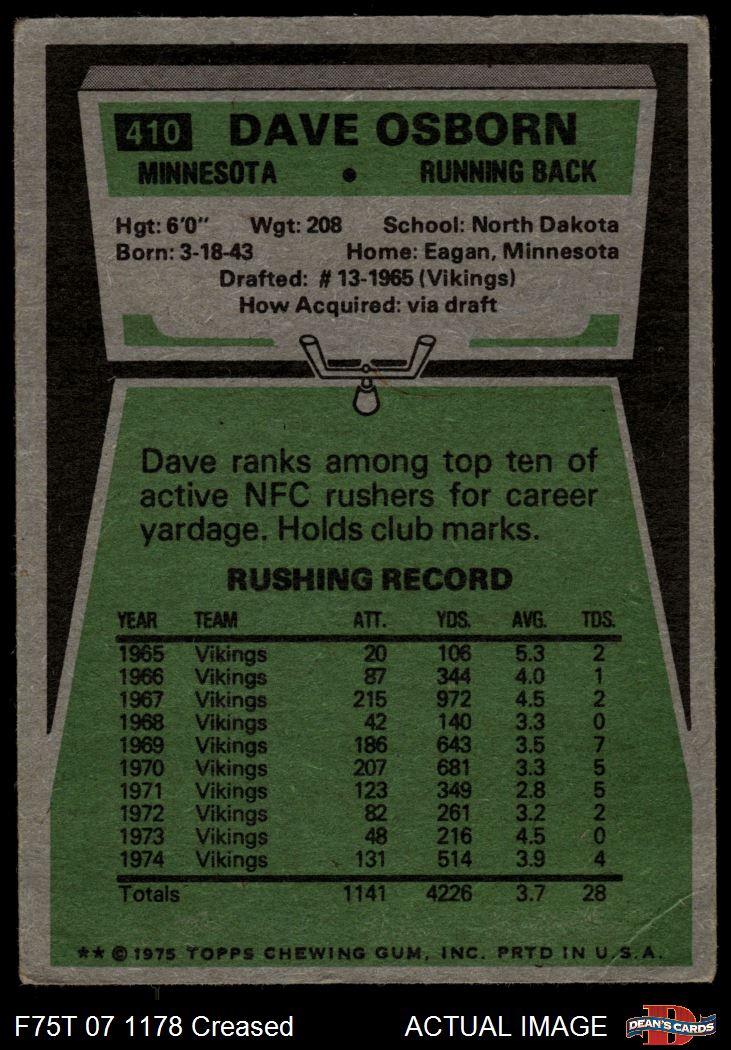 410 DAVE OSBORN
MINNESOTA • RUNNING BACK
Hgt: 6'0" Wgt: 208 School: North Dakota
Born: 3-18-43 Home: Eagan, Minnesota
Drafted: # 13-1965 (Vikings)
How Acquired: via draft
Dave ranks among top ten of
active NFC rushers for career
yardage. Holds club marks.
RUSHING RECORD
YEAR TEAM ATT. YDS. AVG. TDS.
1965 Vikings 20 106 5.3 2
1966 Vikings 87 344 4.0 1
1967 Vikings 215 972 4.5 2
1968 Vikings 42 140 3.3 0
1969 Vikings 186 643 3.5 7
1970 Vikings 207 681 3.3 5
1971 Vikings 123 349 2.8 5
1972 Vikings 82 261 3.2 2
1973 Vikings 48 216 4.5 0
1974 Vikings 131 514 3.9 4
Totals 1141 4226 3.7 28
** © 1975 TOPPS CHEWING GUM, INC. PRTD IN U.S.A.
F75T 07 1178 Creased ACTUAL IMAGE DEAN'S CARDS